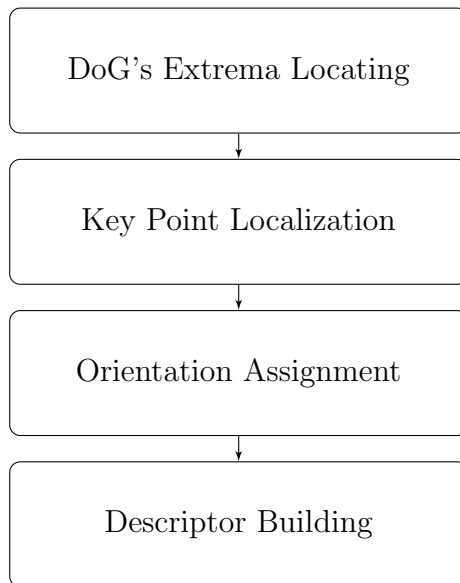 DoG's Extrema Locating
Key Point Localization
Orientation Assignment
Descriptor Building